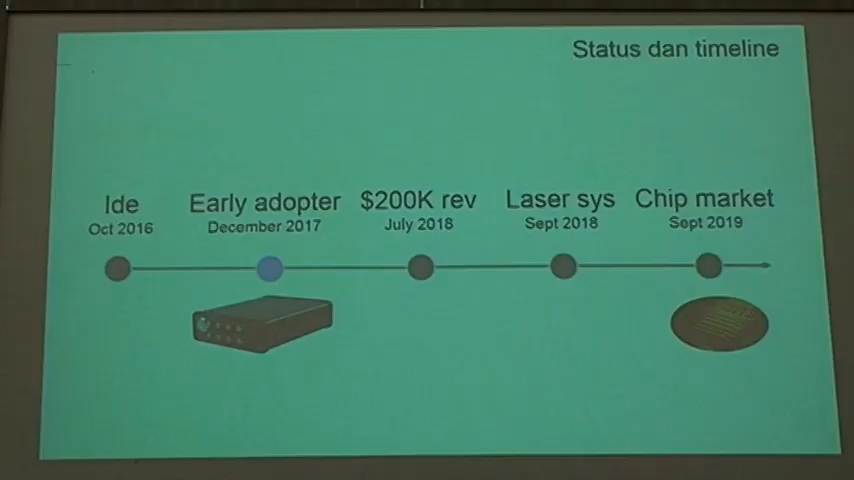 Status dan timeline
Ide
Oct 2016
Early adopter
December 2017
$200K rev
July 2018
Laser sys
Sept 2018
Chip market
Sept 2019